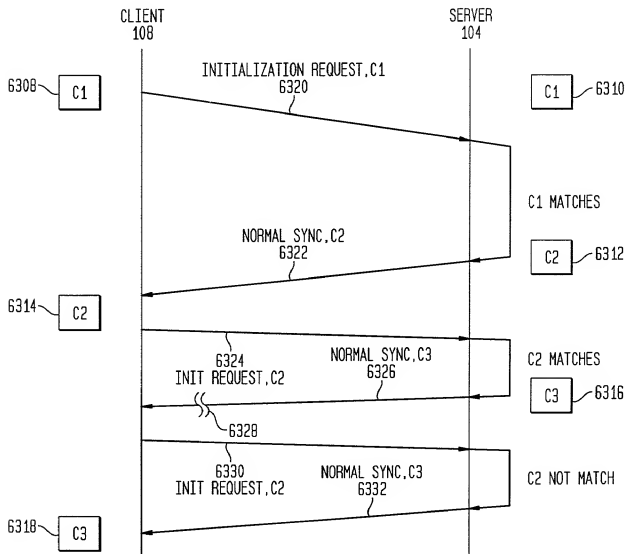 CLIENT
108
SERVER
104
INITIALIZATION REQUEST,C1
6320
6308
C1
C1
6310
C1 MATCHES
NORMAL SYNC,C2
6322
C2
6312
6314
C2
6324
INIT REQUEST,C2
NORMAL SYNC,C3
6326
C2 MATCHES
C3
6316
6328
6330
INIT REQUEST,C2
NORMAL SYNC,C3
6332
C2 NOT MATCH
6318
C3